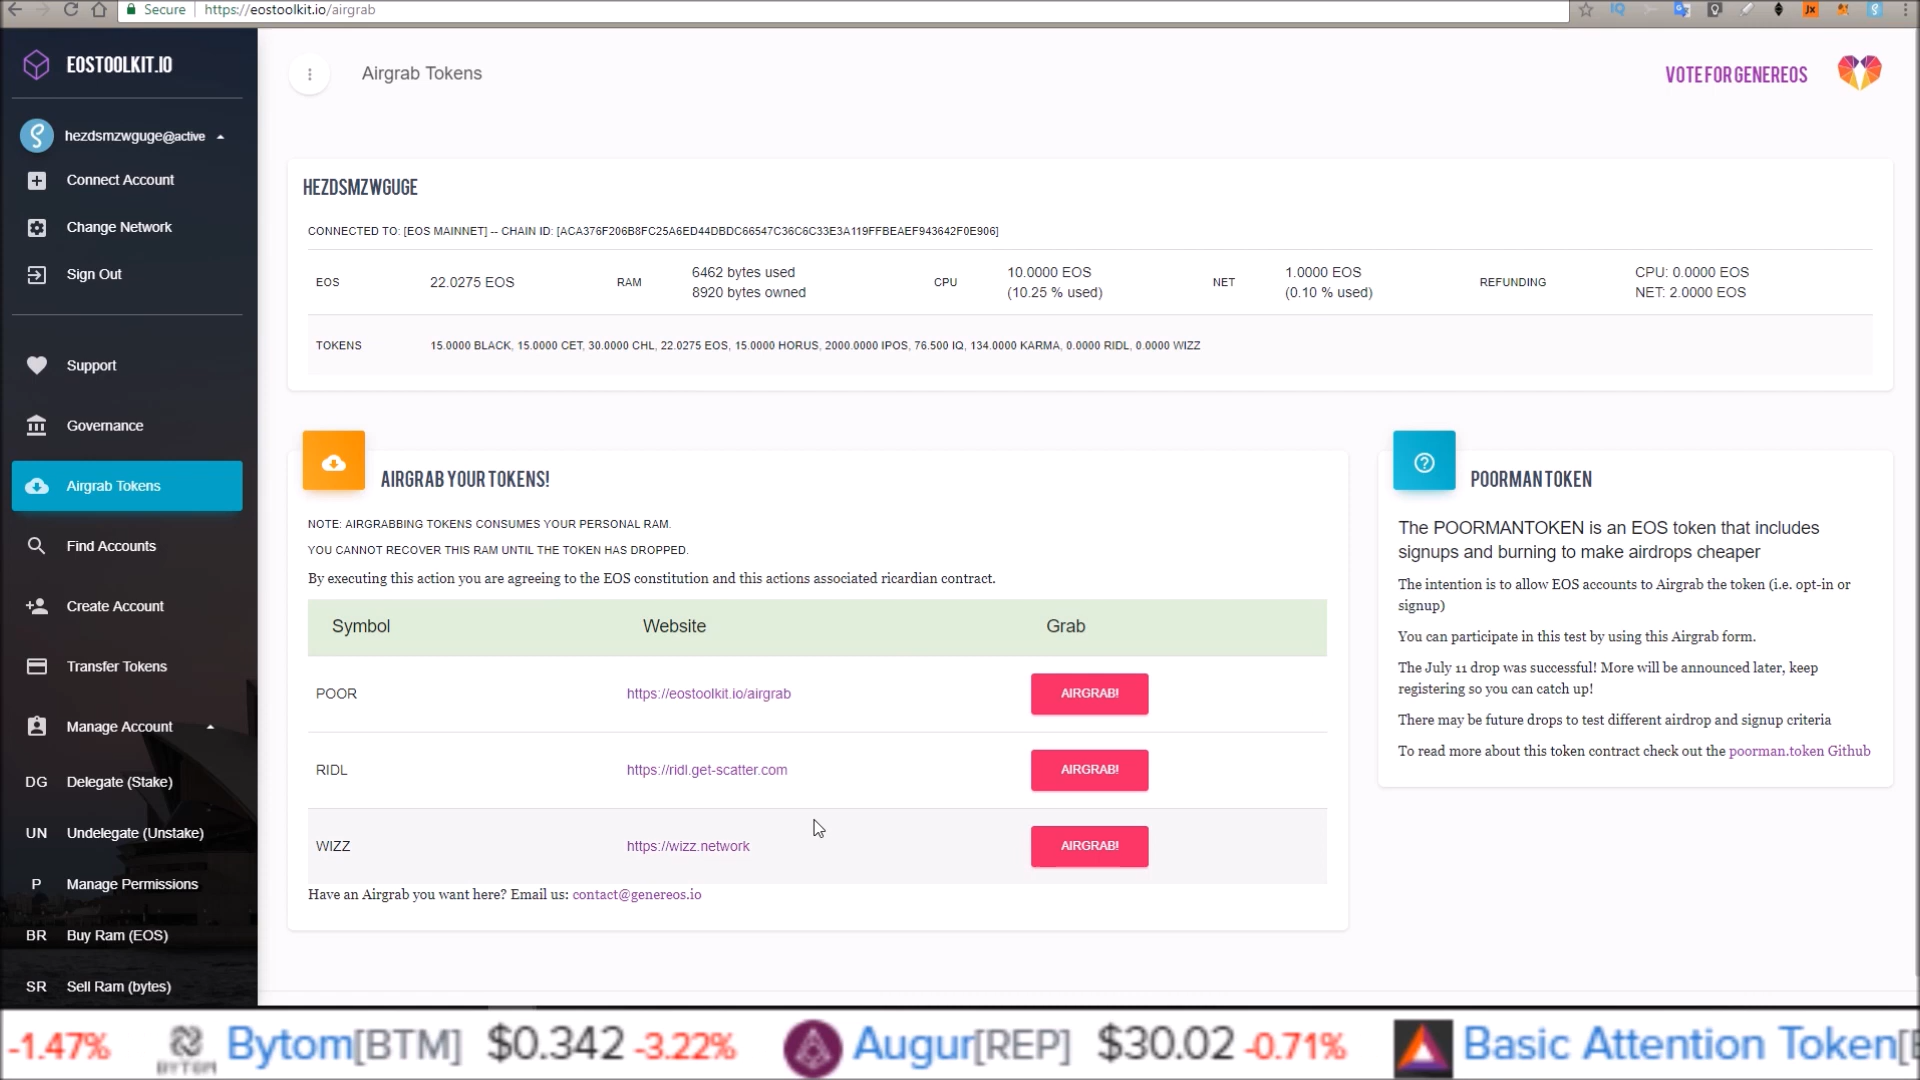 Secure https://eostoolkit.io/airgrab
EOSTOOLKIT.IO
hezdsmzwguge@active
Connect Account
Change Network
Sign Out
Support
Governance
Airgrab Tokens
Find Accounts
Create Account
Transfer Tokens
Manage Account
DG Delegate (Stake)
UN Undelegate (Unstake)
P Manage Permissions
BR Buy Ram (EOS)
SR Sell Ram (bytes)
Airgrab Tokens
VOTE FOR GENEREOS
HEZDSMZWGUGE
CONNECTED TO: [EOS MAINNET] -- CHAIN ID: [ACA376F206B8FC25A6ED44DBDC66547C36C6C33E3A119FFBEAEF943642F0E906]
EOS 22.0275 EOS RAM 6462 bytes used CPU 10.0000 EOS NET 1.0000 EOS REFUNDING CPU: 0.0000 EOS
8920 bytes owned (10.25 % used) (0.10 % used) NET: 2.0000 EOS
TOKENS 15.0000 BLACK, 15.0000 CET, 30.0000 CHL, 22.0275 EOS, 15.0000 HORUS, 2000.0000 IPOS, 76.500 IQ, 134.0000 KARMA, 0.0000 RIDL, 0.0000 WIZZ
AIRGRAB YOUR TOKENS!
NOTE: AIRGRABBING TOKENS CONSUMES YOUR PERSONAL RAM.
YOU CANNOT RECOVER THIS RAM UNTIL THE TOKEN HAS DROPPED.
By executing this action you are agreeing to the EOS constitution and this actions associated ricardian contract.
Symbol Website Grab
POOR https://eostoolkit.io/airgrab AIRGRAB!
RIDL https://ridl.get-scatter.com AIRGRAB!
WIZZ https://wizz.network AIRGRAB!
Have an Airgrab you want here? Email us: contact@genereos.io
POORMAN TOKEN
The POORMANTOKEN is an EOS token that includes
signups and burning to make airdrops cheaper
The intention is to allow EOS accounts to Airgrab the token (i.e. opt-in or
signup)
You can participate in this test by using this Airgrab form.
The July 11 drop was successful! More will be announced later, keep
registering so you can catch up!
There may be future drops to test different airdrop and signup criteria
To read more about this token contract check out the poorman.token Github
-1.47% BYTOM Bytom[BTM] $0.342 -3.22% Augur[REP] $30.02 -0.71% Basic Attention Token[